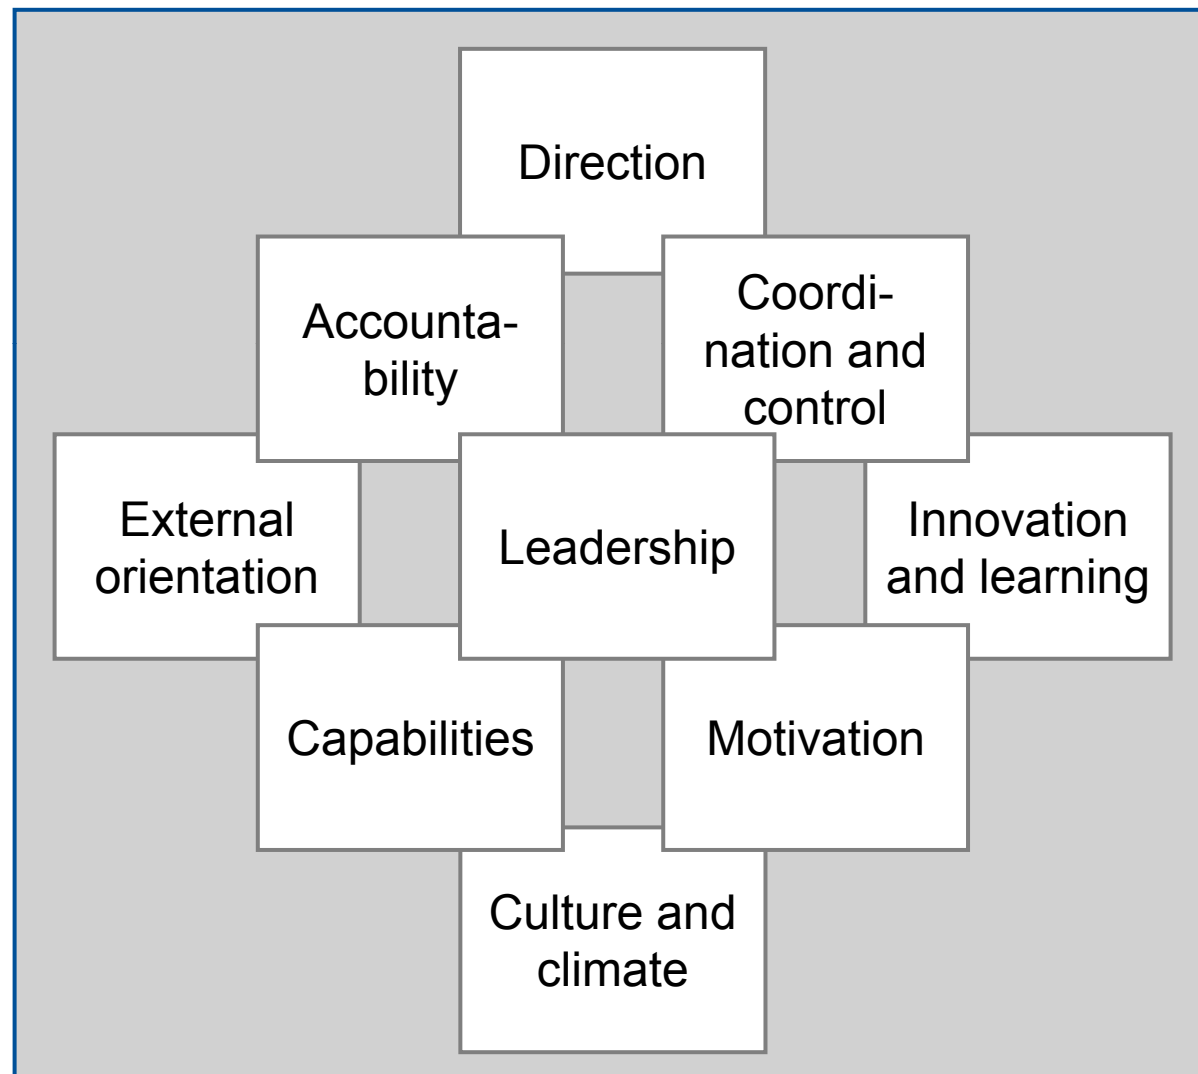 Direction
Accounta-
bility
Coordi-
nation and
control
External
orientation
Leadership
Innovation
and learning
Capabilities
Motivation
Culture and
climate